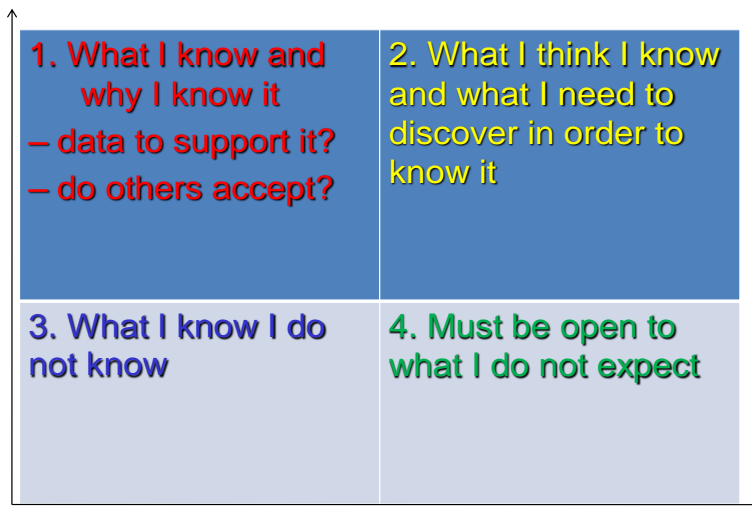 1. What I know and
why I know it
– data to support it?
– do others accept?
2. What I think I know
and what I need to
discover in order to
know it
3. What I know I do
not know
4. Must be open to
what I do not expect